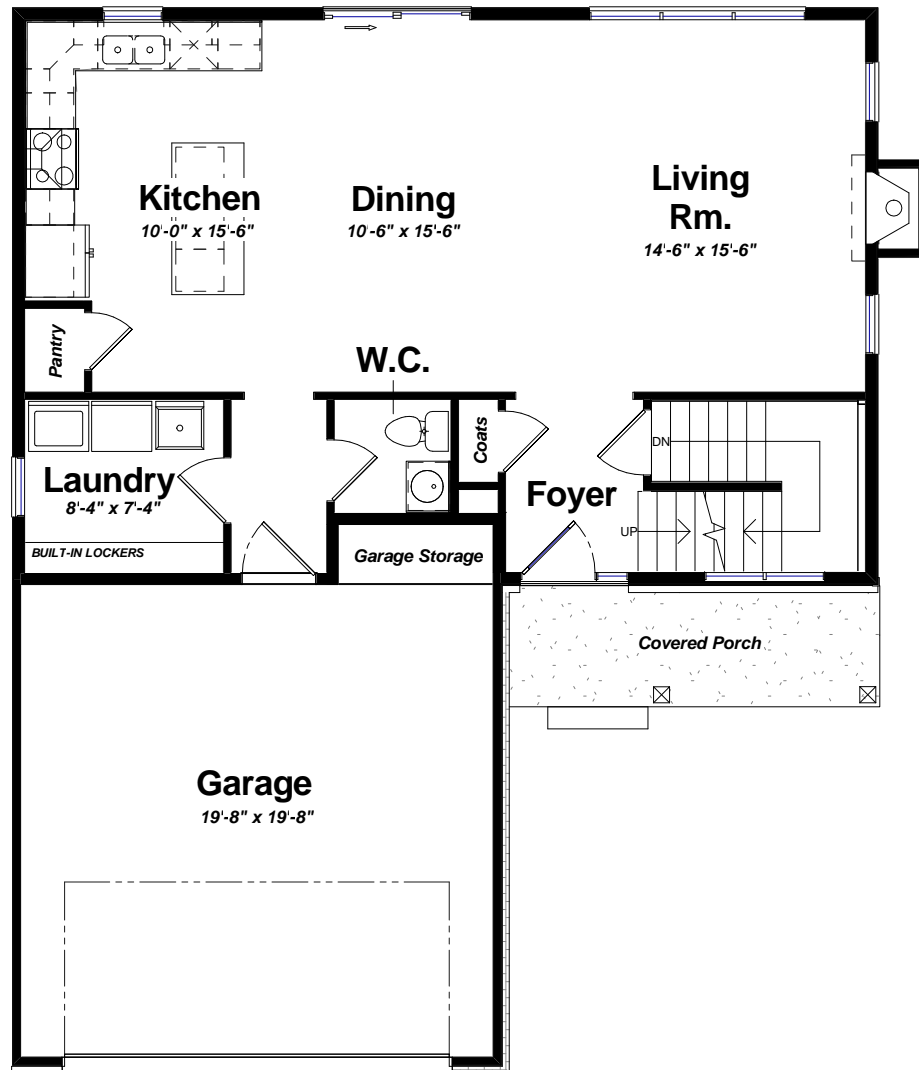 Kitchen
10'-0" x 15'-6"
Dining
10'-6" x 15'-6"
Living
Rm.
14'-6" x 15'-6"
Pantry
W.C.
Coats
DN
Laundry
8'-4" x 7'-4"
Foyer
UP
BUILT-IN LOCKERS
Garage Storage
Covered Porch
Garage
19'-8" x 19'-8"